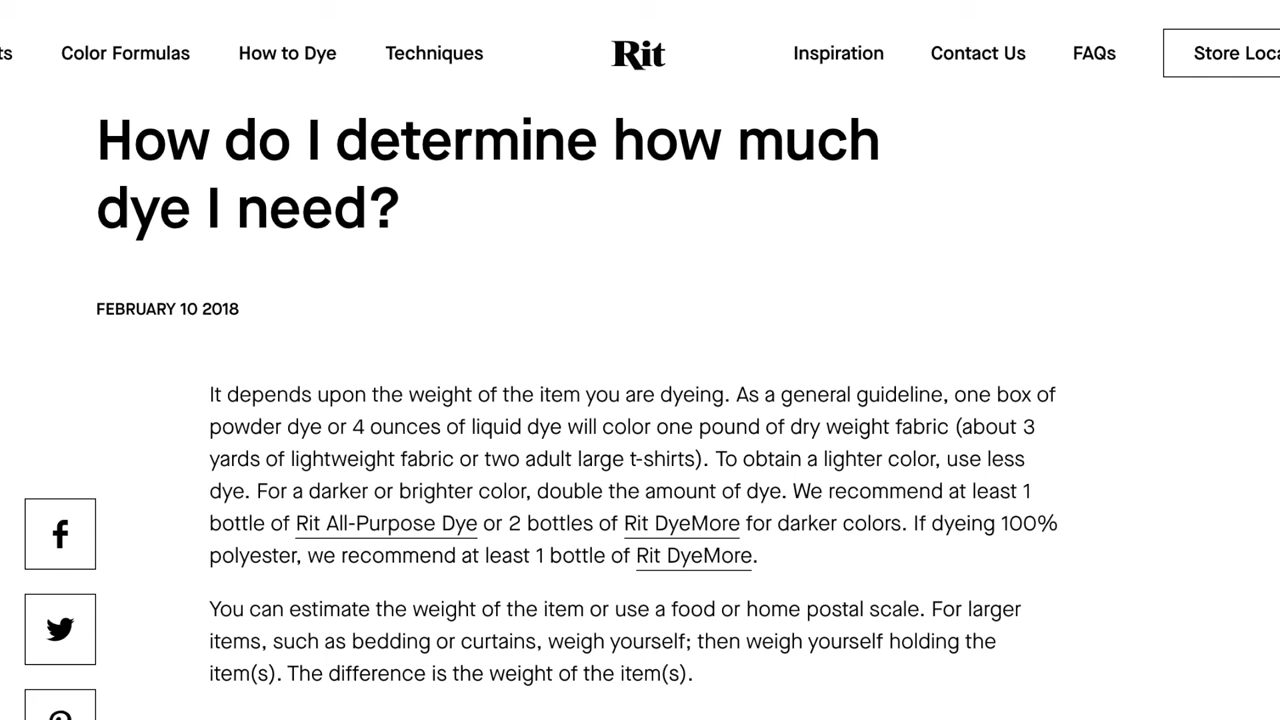 ts Color Formulas How to Dye Techniques Rit Inspiration Contact Us FAQs Store Loca
How do I determine how much
dye I need?
FEBRUARY 10 2018
It depends upon the weight of the item you are dyeing. As a general guideline, one box of
powder dye or 4 ounces of liquid dye will color one pound of dry weight fabric (about 3
yards of lightweight fabric or two adult large t-shirts). To obtain a lighter color, use less
dye. For a darker or brighter color, double the amount of dye. We recommend at least 1
bottle of Rit All-Purpose Dye or 2 bottles of Rit DyeMore for darker colors. If dyeing 100%
polyester, we recommend at least 1 bottle of Rit DyeMore.
You can estimate the weight of the item or use a food or home postal scale. For larger
items, such as bedding or curtains, weigh yourself; then weigh yourself holding the
item(s). The difference is the weight of the item(s).